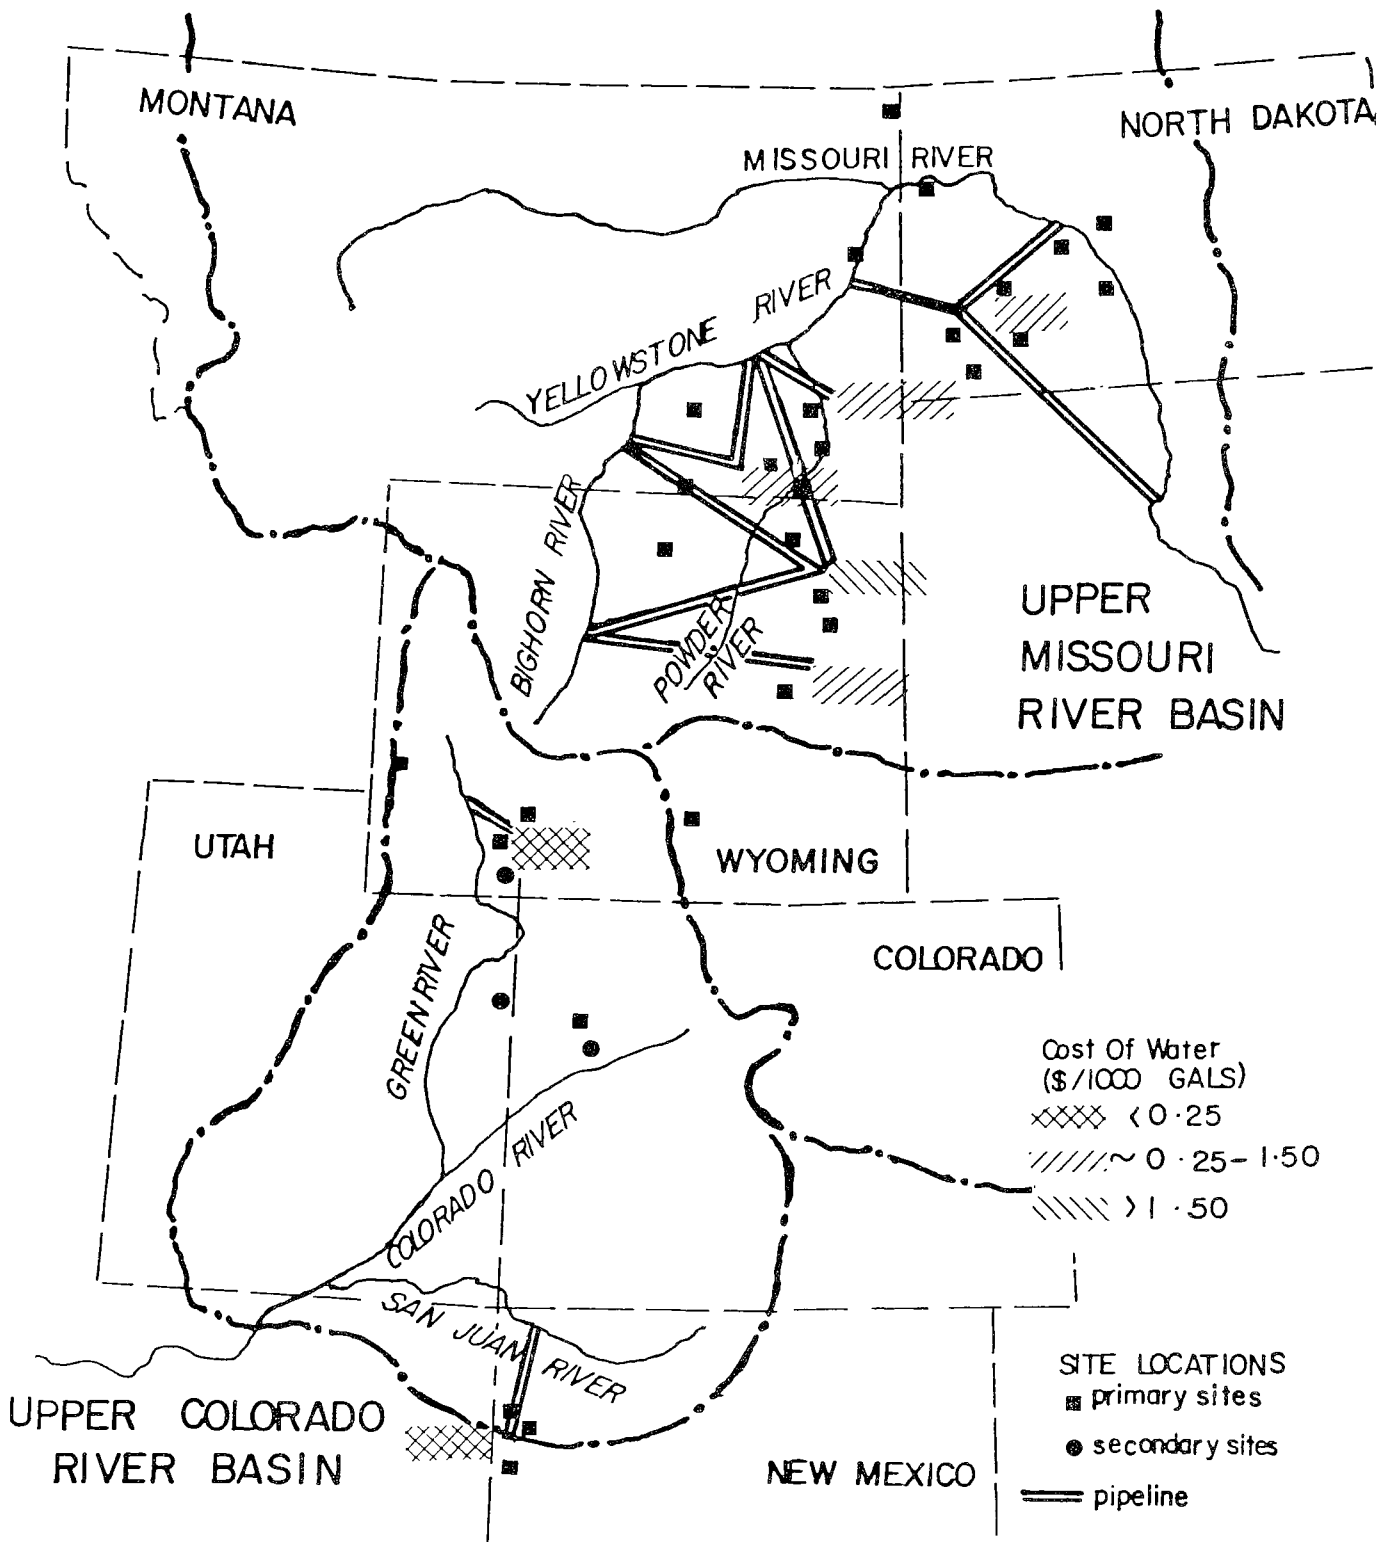 MONTANA
NORTH DAKOTA
MISSOURI RIVER
YELLOWSTONE RIVER
BIGHORN RIVER
POWDER
RIVER
UPPER
MISSOURI
RIVER BASIN
UTAH
WYOMING
COLORADO
GREEN RIVER
COLORADO RIVER
Cost Of Water
($/1000 GALS)
<0.25
~0.25-1.50
>1.50
SAN JUAN RIVER
UPPER COLORADO
RIVER BASIN
NEW MEXICO
SITE LOCATIONS
primary sites
secondary sites
pipeline